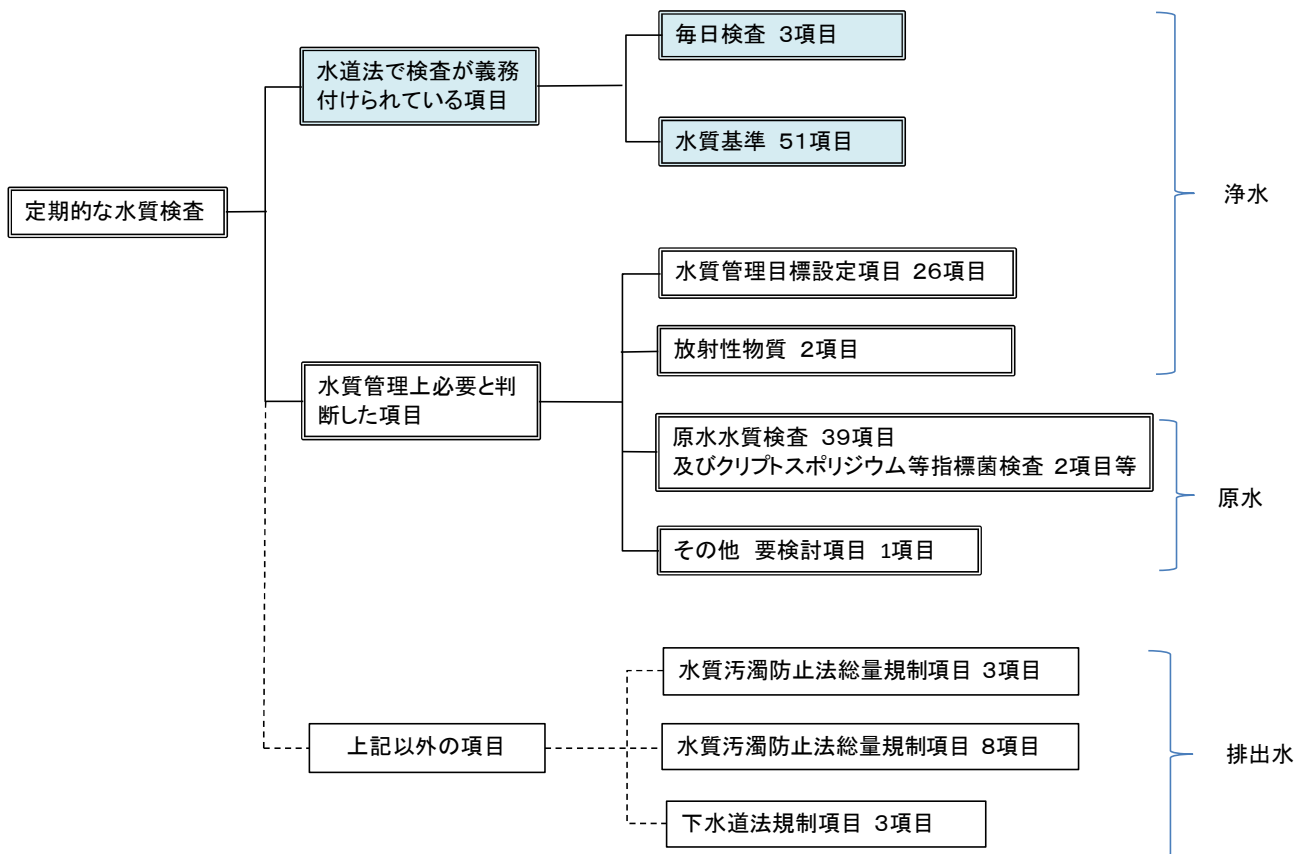 定期的な水質検査
水道法で検査が義務
付けられている項目
毎日検査 3項目
水質基準 51項目
浄水
水質管理上必要と判
断した項目
水質管理目標設定項目 26項目
放射性物質 2項目
原水水質検査 39項目
及びクリプトスポリジウム等指標菌検査 2項目等
その他 要検討項目 1項目
原水
上記以外の項目
水質汚濁防止法総量規制項目 3項目
水質汚濁防止法総量規制項目 8項目
下水道法規制項目 3項目
排出水